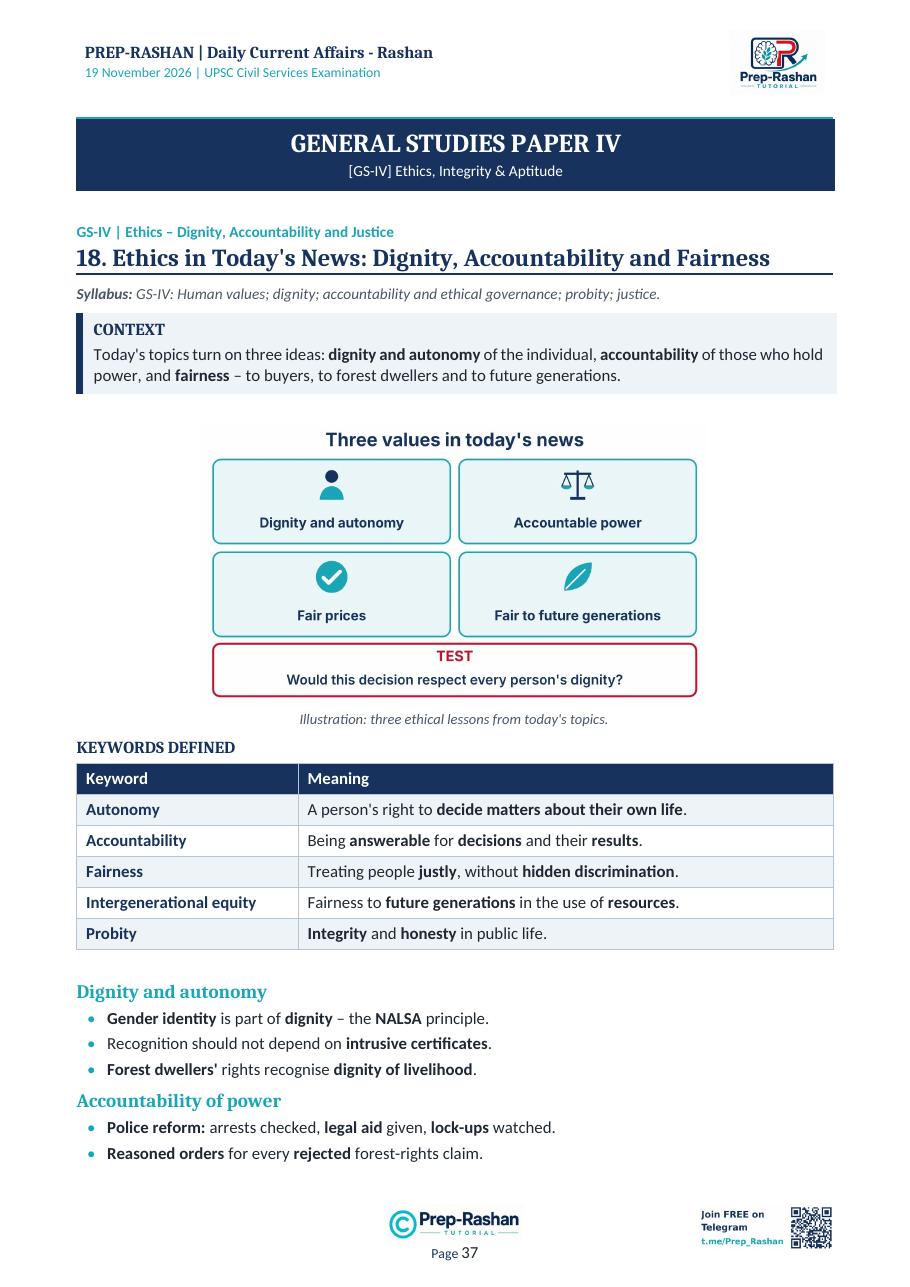 PREP-RASHAN | Daily Current Affairs - Rashan
19 November 2026 | UPSC Civil Services Examination
Prep-Rashan
TUTORIAL
GENERAL STUDIES PAPER IV
[GS-IV] Ethics, Integrity & Aptitude
GS-IV | Ethics – Dignity, Accountability and Justice
18. Ethics in Today's News: Dignity, Accountability and Fairness
Syllabus: GS-IV: Human values; dignity; accountability and ethical governance; probity; justice.
CONTEXT
Today's topics turn on three ideas: dignity and autonomy of the individual, accountability of those who hold
power, and fairness – to buyers, to forest dwellers and to future generations.
Three values in today's news
Dignity and autonomy
Accountable power
Fair prices
Fair to future generations
TEST
Would this decision respect every person's dignity?
Illustration: three ethical lessons from today's topics.
KEYWORDS DEFINED
Keyword Meaning
Autonomy A person's right to decide matters about their own life.
Accountability Being answerable for decisions and their results.
Fairness Treating people justly, without hidden discrimination.
Intergenerational equity Fairness to future generations in the use of resources.
Probity Integrity and honesty in public life.
Dignity and autonomy
• Gender identity is part of dignity – the NALSA principle.
• Recognition should not depend on intrusive certificates.
• Forest dwellers' rights recognise dignity of livelihood.
Accountability of power
• Police reform: arrests checked, legal aid given, lock-ups watched.
• Reasoned orders for every rejected forest-rights claim.
© Prep-Rashan
TUTORIAL
Page 37
Join FREE on
Telegram
t.me/Prep_Rashan